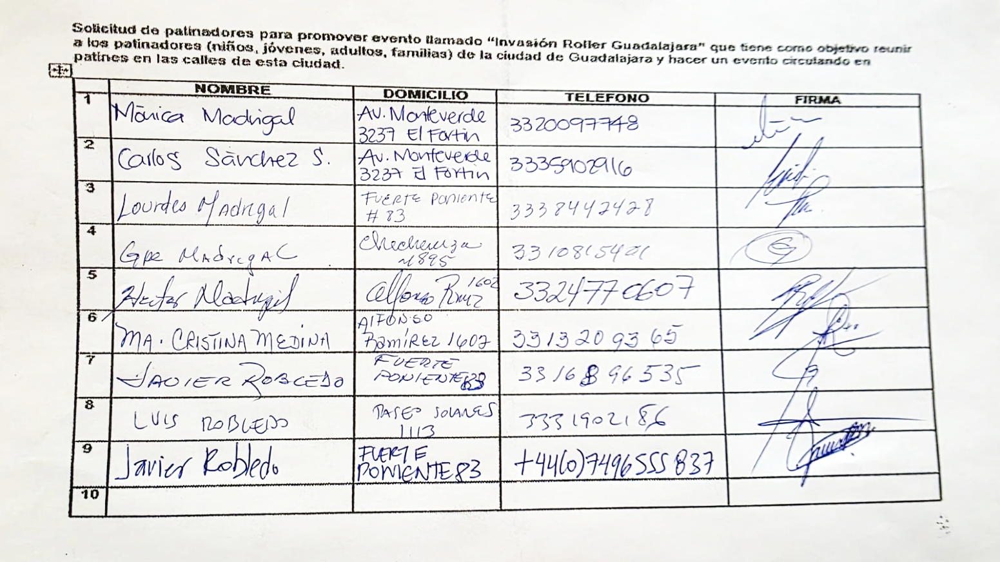 Solicitud de patinadores para promover evento llamado “Invasión Roller Guadalajara” que tiene como objetivo reunir
a los patinadores (niños, jóvenes, adultos, familias) de la ciudad de Guadalajara y hacer un evento circulando en
patines en las calles de esta ciudad.
NOMBRE DOMICILIO TELEFONO FIRMA
1 Mónica Madrigal Av. Monteverde 3320097748
3237 El Fortin
2 Carlos Sánchez S. Av. Monteverde 3335902916
3237 El Fortin
3 Lourdes Madrigal FUERTE Poniente 3338442428
# 83
4 Gpe Madrigal C 3310815401
1895
5 Hector Madrigal Alfonso 1602 3324770607
6 MA. CRISTINA MEDINA AlFONSO 3313209365
Ramírez 1602
7 JAVIER ROBLEDO FUERTE 3316896535
PONIENTE 83
8 LUIS ROBLEDO PASEO SOLARES 3331902186
1113
9 Javier Robledo FUERTE +44(0)7496555837
PONIENTE 83
10